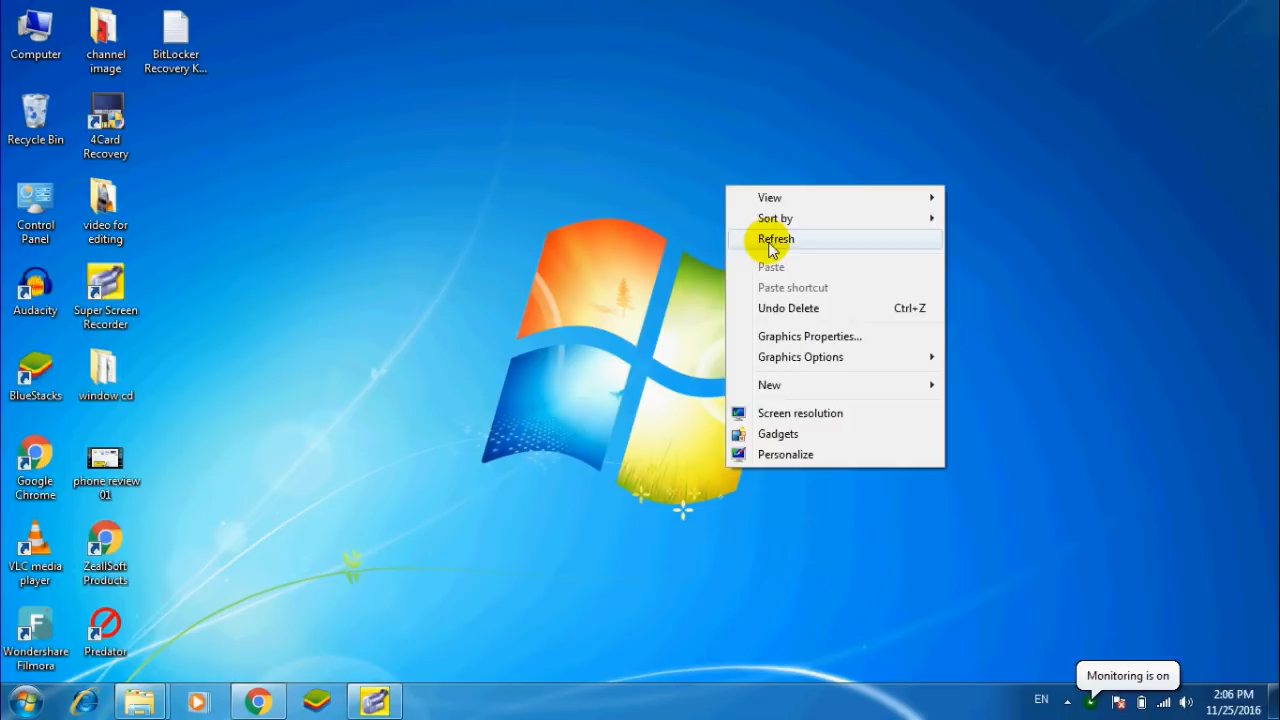 Computer
channel
image
BitLocker
Recovery K...
Recycle Bin
4Card
Recovery
Control
Panel
video for
editing
Audacity
Super Screen
Recorder
BlueStacks
window cd
Google
Chrome
phone review
01
VLC media
player
ZeallSoft
Products
Wondershare
Filmora
Predator
View
Sort by
Refresh
Paste
Paste shortcut
Undo Delete Ctrl+Z
Graphics Properties...
Graphics Options
New
Screen resolution
Gadgets
Personalize
Monitoring is on
EN
2:06 PM
11/25/2016